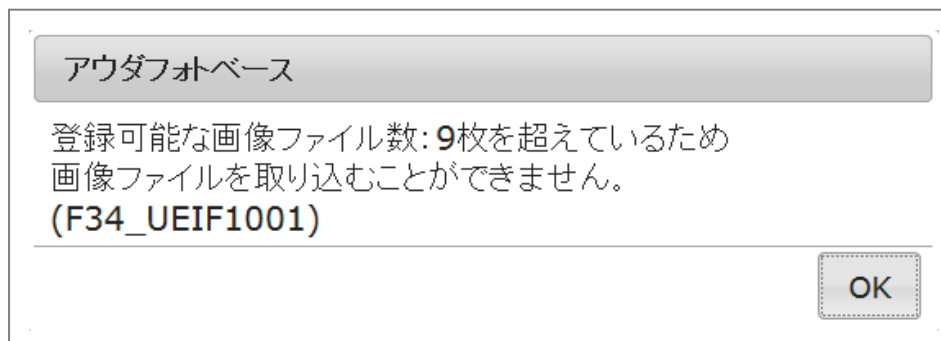 アウダフォトベース
登録可能な画像ファイル数：9枚を超えているため
画像ファイルを取り込むことができません。
(F34_UEIF1001)
OK